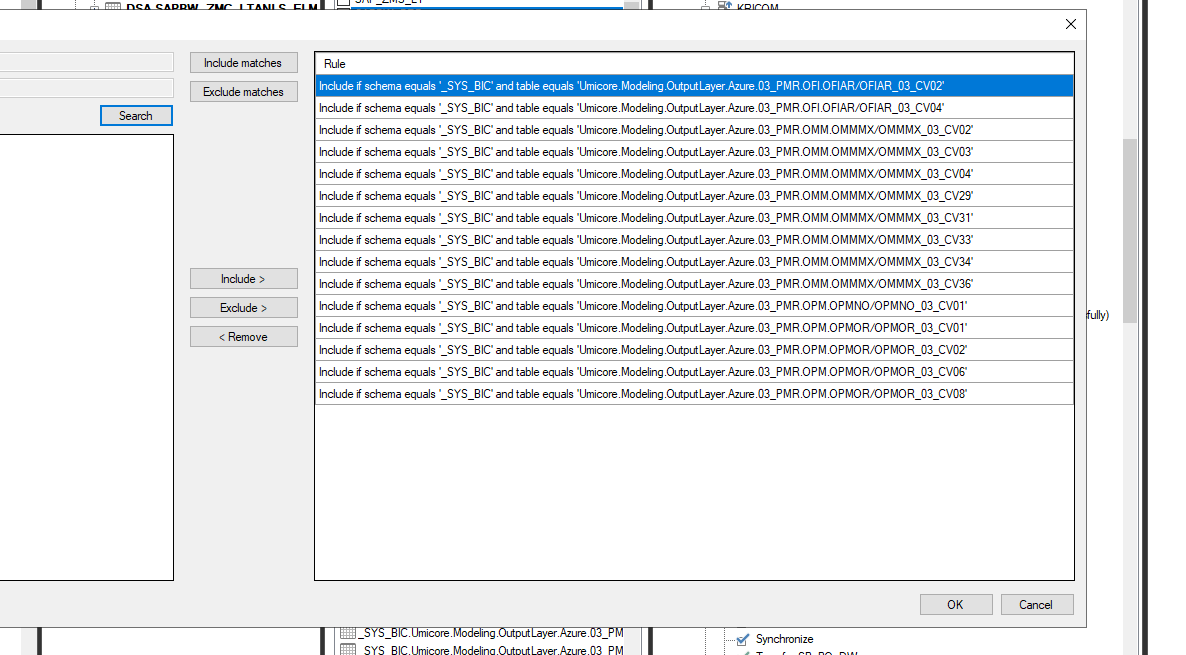 DSA.SAPBW_ZMC_LTANLS_ELM
KRICOM
Include matches
Exclude matches
Search
Include >
Exclude >
< Remove
Rule
Include if schema equals '_SYS_BIC' and table equals 'Umicore.Modeling.OutputLayer.Azure.03_PMR.OFI.OFIAR/OFIAR_03_CV02'
Include if schema equals '_SYS_BIC' and table equals 'Umicore.Modeling.OutputLayer.Azure.03_PMR.OFI.OFIAR/OFIAR_03_CV04'
Include if schema equals '_SYS_BIC' and table equals 'Umicore.Modeling.OutputLayer.Azure.03_PMR.OMM.OMMMX/OMMMX_03_CV02'
Include if schema equals '_SYS_BIC' and table equals 'Umicore.Modeling.OutputLayer.Azure.03_PMR.OMM.OMMMX/OMMMX_03_CV03'
Include if schema equals '_SYS_BIC' and table equals 'Umicore.Modeling.OutputLayer.Azure.03_PMR.OMM.OMMMX/OMMMX_03_CV04'
Include if schema equals '_SYS_BIC' and table equals 'Umicore.Modeling.OutputLayer.Azure.03_PMR.OMM.OMMMX/OMMMX_03_CV29'
Include if schema equals '_SYS_BIC' and table equals 'Umicore.Modeling.OutputLayer.Azure.03_PMR.OMM.OMMMX/OMMMX_03_CV31'
Include if schema equals '_SYS_BIC' and table equals 'Umicore.Modeling.OutputLayer.Azure.03_PMR.OMM.OMMMX/OMMMX_03_CV33'
Include if schema equals '_SYS_BIC' and table equals 'Umicore.Modeling.OutputLayer.Azure.03_PMR.OMM.OMMMX/OMMMX_03_CV34'
Include if schema equals '_SYS_BIC' and table equals 'Umicore.Modeling.OutputLayer.Azure.03_PMR.OMM.OMMMX/OMMMX_03_CV36'
Include if schema equals '_SYS_BIC' and table equals 'Umicore.Modeling.OutputLayer.Azure.03_PMR.OPM.OPMNO/OPMNO_03_CV01'
Include if schema equals '_SYS_BIC' and table equals 'Umicore.Modeling.OutputLayer.Azure.03_PMR.OPM.OPMOR/OPMOR_03_CV01'
Include if schema equals '_SYS_BIC' and table equals 'Umicore.Modeling.OutputLayer.Azure.03_PMR.OPM.OPMOR/OPMOR_03_CV02'
Include if schema equals '_SYS_BIC' and table equals 'Umicore.Modeling.OutputLayer.Azure.03_PMR.OPM.OPMOR/OPMOR_03_CV06'
Include if schema equals '_SYS_BIC' and table equals 'Umicore.Modeling.OutputLayer.Azure.03_PMR.OPM.OPMOR/OPMOR_03_CV08'
fully)
OK
Cancel
_SYS_BIC.Umicore.Modeling.OutputLayer.Azure.03_PM
_SYS_BIC.Umicore.Modeling.OutputLayer.Azure.03_PM
Synchronize